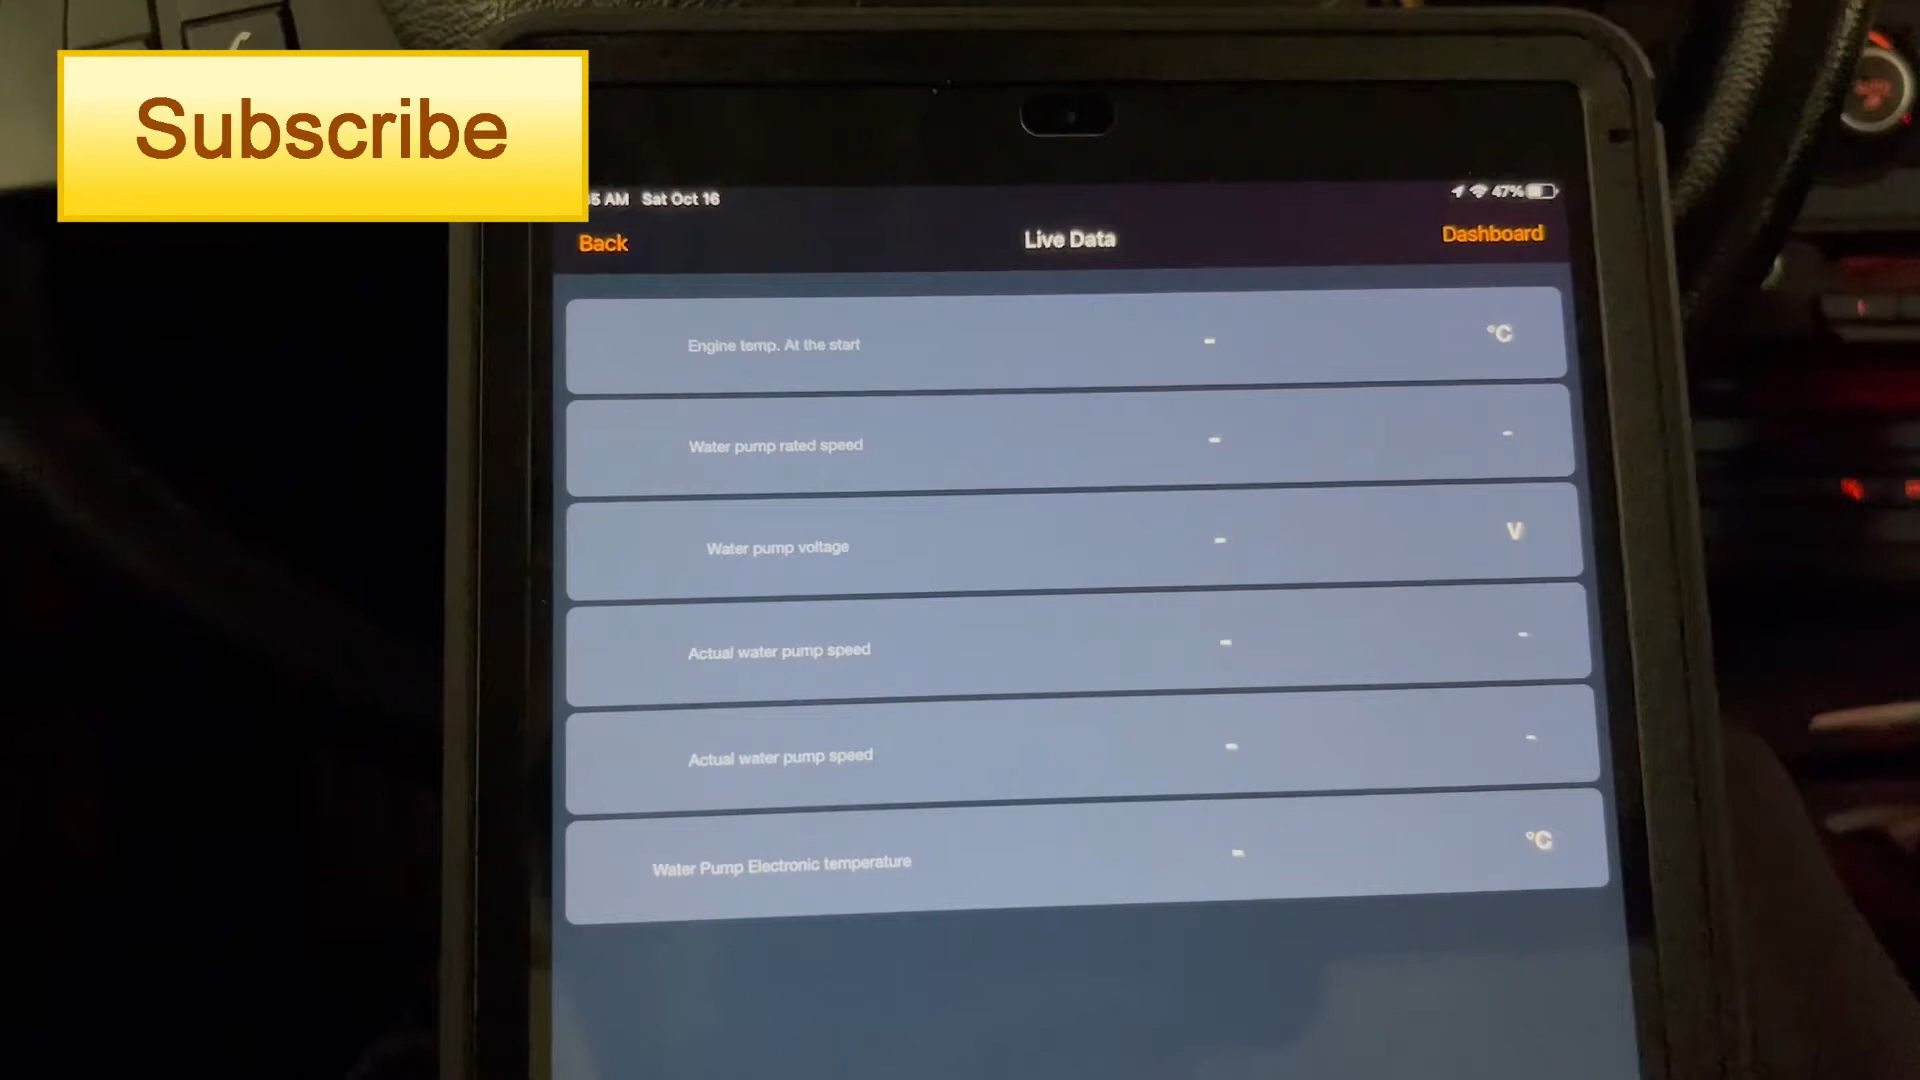 Subscribe
5 AM Sat Oct 16
47%
Back
Live Data
Dashboard
Engine temp. At the start - °C
Water pump rated speed - -
Water pump voltage - V
Actual water pump speed - -
Actual water pump speed - -
Water Pump Electronic temperature - °C